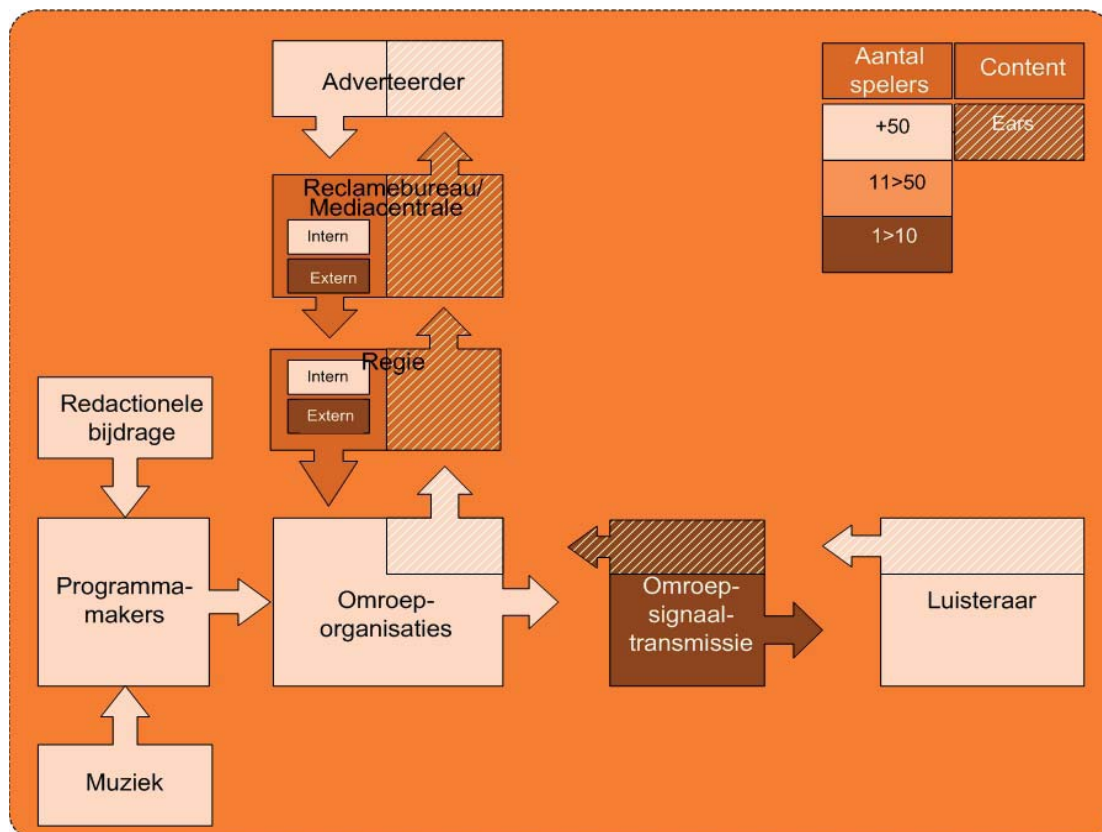 Adverteerder
Aantal
spelers
Content
+50
Ears
11>50
1>10
Reclamebureau/
Mediacentrale
Intern
Extern
Regie
Intern
Extern
Redactionele
bijdrage
Programma-
makers
Omroep-
organisaties
Omroep-
signaal-
transmissie
Luisteraar
Muziek